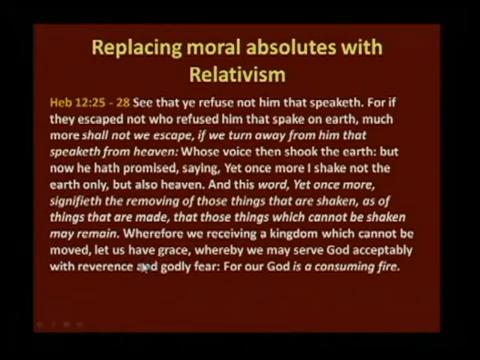 Replacing moral absolutes with
Relativism
Heb 12:25 - 28 See that ye refuse not him that speaketh. For if
they escaped not who refused him that spake on earth, much
more shall not we escape, if we turn away from him that
speaketh from heaven: Whose voice then shook the earth: but
now he hath promised, saying, Yet once more I shake not the
earth only, but also heaven. And this word, Yet once more,
signifieth the removing of those things that are shaken, as of
things that are made, that those things which cannot be shaken
may remain. Wherefore we receiving a kingdom which cannot be
moved, let us have grace, whereby we may serve God acceptably
with reverence and godly fear: For our God is a consuming fire.